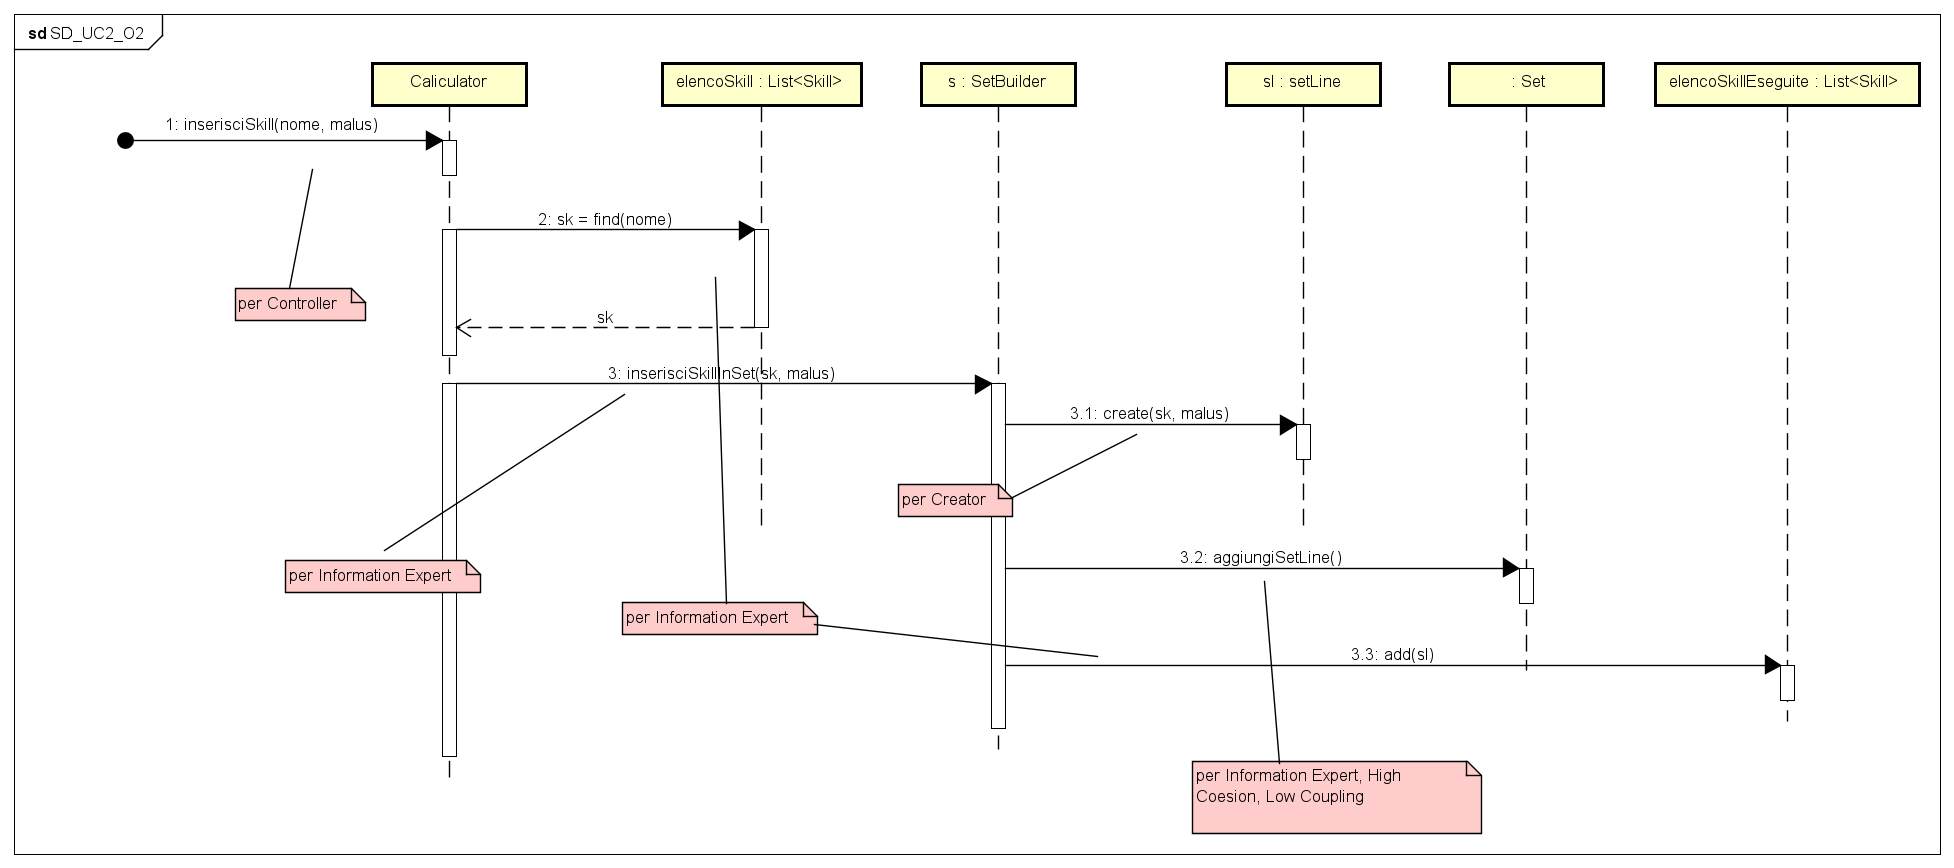 sd SD_UC2_O2
Caliculator
elencoSkill : List<Skill>
s : SetBuilder
sl : setLine
: Set
elencoSkillEseguite : List<Skill>
1: inserisciSkill(nome, malus)
2: sk = find(nome)
per Controller
sk
3: inserisciSkillInSet(sk, malus)
3.1: create(sk, malus)
per Creator
3.2: aggiungiSetLine()
per Information Expert
per Information Expert
3.3: add(sl)
per Information Expert, High
Coesion, Low Coupling